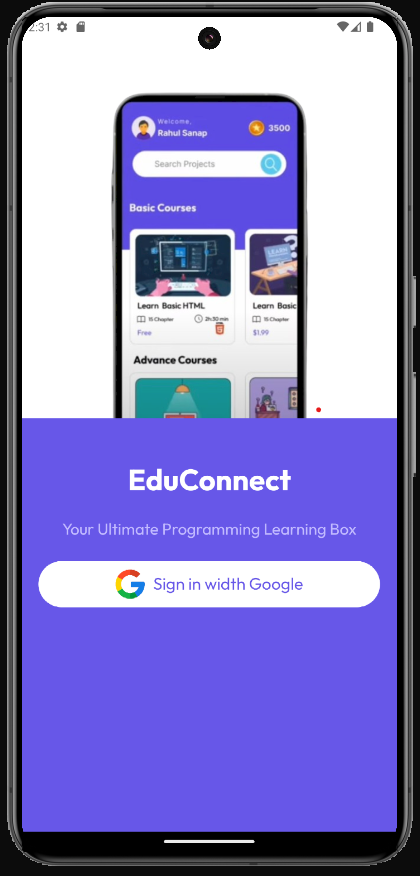 2:31
Welcome,
Rahul Sanap
3500
Search Projects
Basic Courses
Learn Basic HTML
Learn Basic
15 Chapter
2h:30 min
15 Chapter
Free
$1.99
Advance Courses
EduConnect
Your Ultimate Programming Learning Box
Sign in width Google